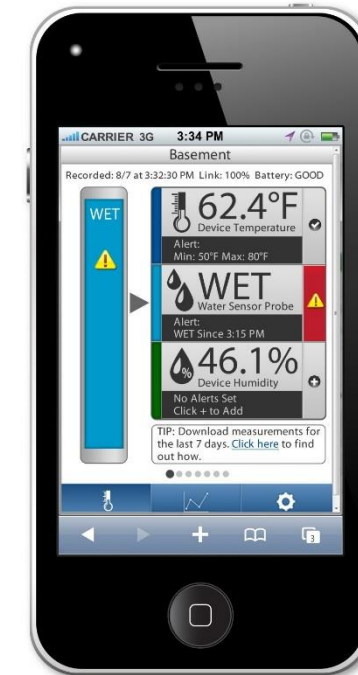 CARRIER 3G 3:34 PM
Basement
Recorded: 8/7 at 3:32:30 PM Link: 100% Battery: GOOD
WET
62.4°F
Device Temperature
Alert:
Min: 50°F Max: 80°F
WET
Water Sensor Probe
Alert:
WET Since 3:15 PM
%
46.1%
Device Humidity
No Alerts Set
Click + to Add
TIP: Download measurements for
the last 7 days. Click here to find
out how.
3